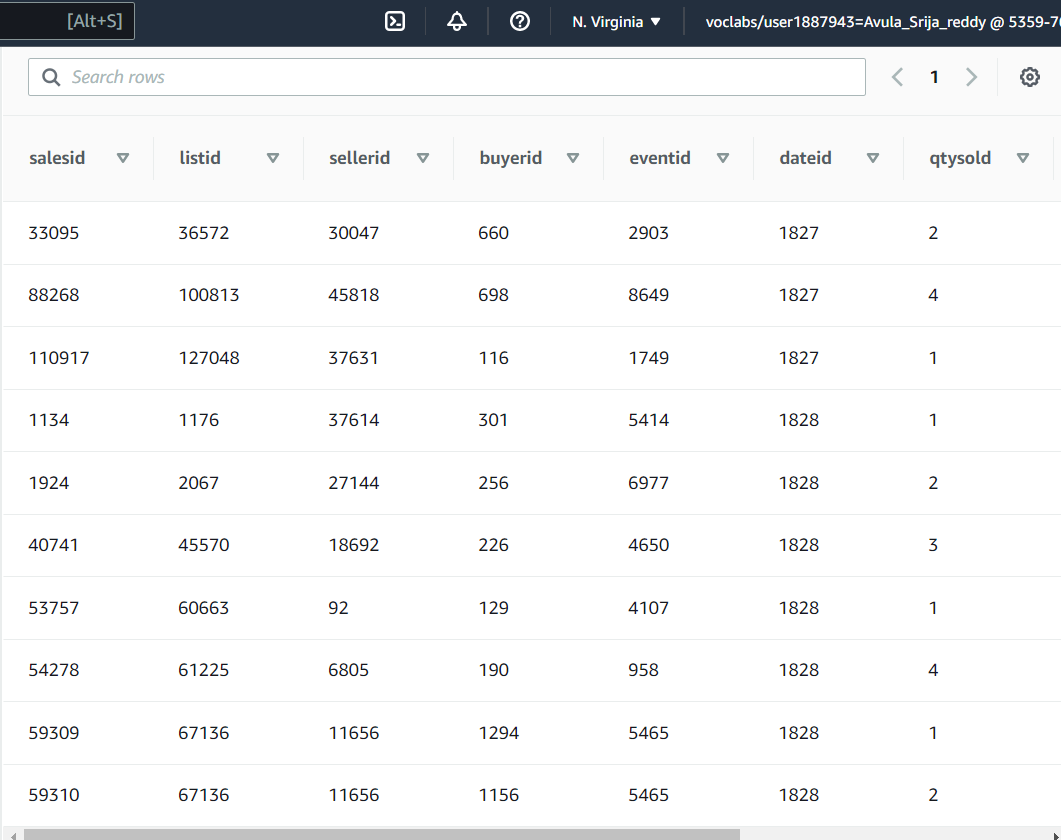 [Alt+S] N. Virginia voclabs/user1887943=Avula_Srija_reddy @ 5359-7
Search rows 1
salesid listid sellerid buyerid eventid dateid qtysold
33095 36572 30047 660 2903 1827 2
88268 100813 45818 698 8649 1827 4
110917 127048 37631 116 1749 1827 1
1134 1176 37614 301 5414 1828 1
1924 2067 27144 256 6977 1828 2
40741 45570 18692 226 4650 1828 3
53757 60663 92 129 4107 1828 1
54278 61225 6805 190 958 1828 4
59309 67136 11656 1294 5465 1828 1
59310 67136 11656 1156 5465 1828 2